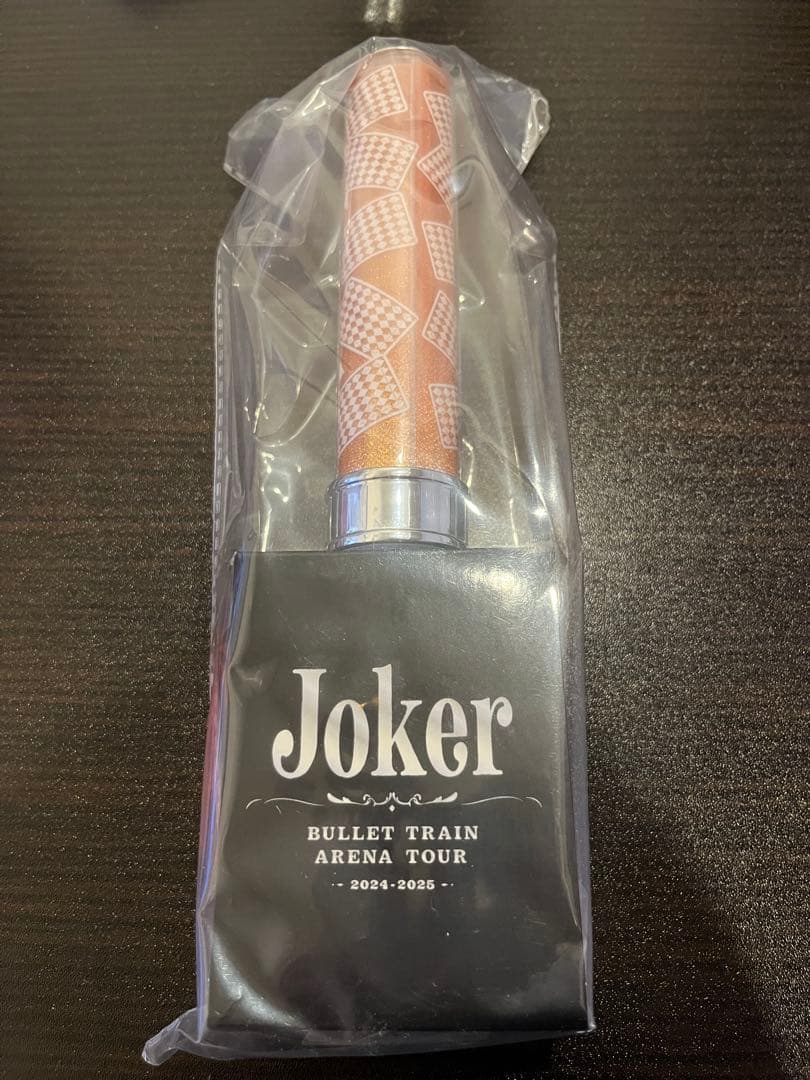 Joker
BULLET TRAIN
ARENA TOUR
2024-2025